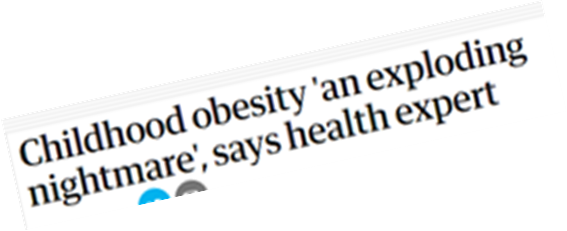 Childhood obesity 'an exploding
nightmare', says health expert